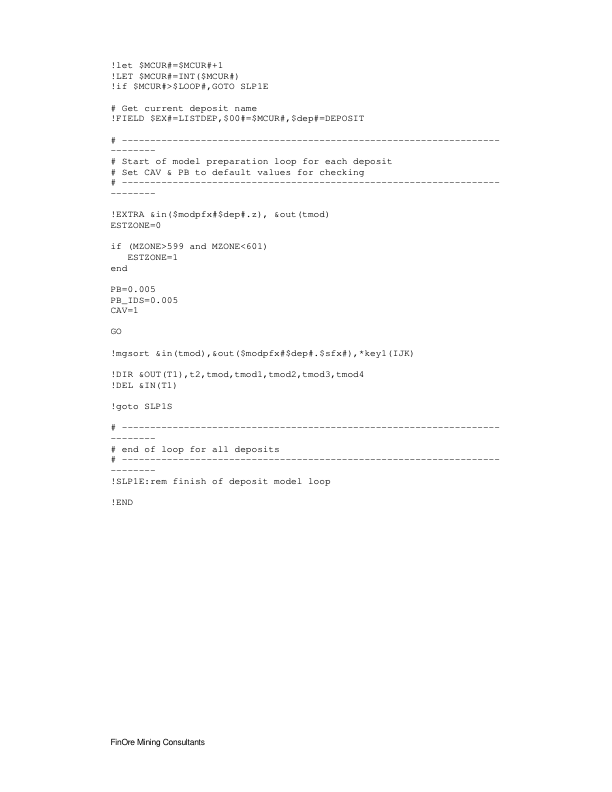 !let $MCUR#=$MCUR#+1
!LET $MCUR#=INT($MCUR#)
!if $MCUR#>$LOOP#,GOTO SLP1E
# Get current deposit name
!FIELD $EX#=LISTDEP,$00#=$MCUR#,$dep#=DEPOSIT
# -------------------------------------------------------------------
--------
# Start of model preparation loop for each deposit
# Set CAV & PB to default values for checking
# -------------------------------------------------------------------
--------
!EXTRA &in($modpfx#$dep#.z), &out(tmod)
ESTZONE=0
if (MZONE>599 and MZONE<601)
ESTZONE=1
end
PB=0.005
PB_IDS=0.005
CAV=1
GO
!mgsort &in(tmod),&out($modpfx#$dep#.$sfx#),*key1(IJK)
!DIR &OUT(T1),t2,tmod,tmod1,tmod2,tmod3,tmod4
!DEL &IN(T1)
!goto SLP1S
# -------------------------------------------------------------------
--------
# end of loop for all deposits
# -------------------------------------------------------------------
--------
!SLP1E:rem finish of deposit model loop
!END
FinOre Mining Consultants